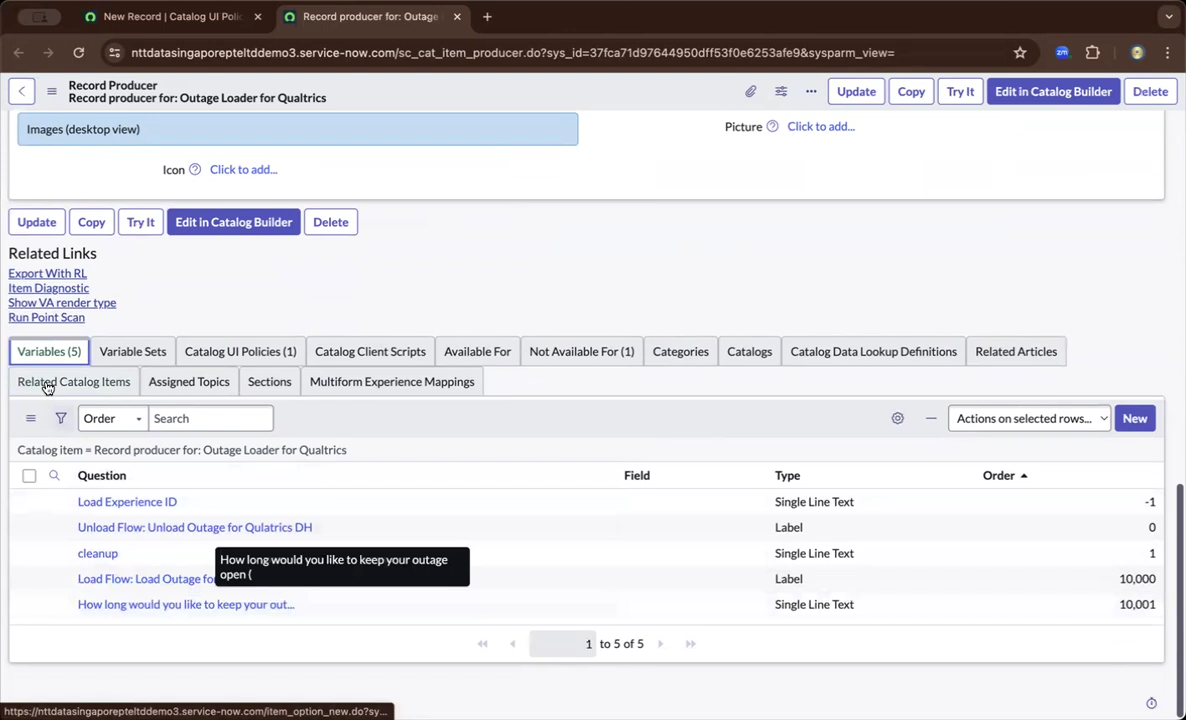 New Record | Catalog UI Polic
Record producer for: Outage
nttdatasingaporepteltddemo3.service-now.com/sc_cat_item_producer.do?sys_id=37fca71d97644950dff53f0e6253afe9&sysparm_view=
Record Producer
Record producer for: Outage Loader for Qualtrics
Update
Copy
Try It
Edit in Catalog Builder
Delete
Images (desktop view)
Picture Click to add...
Icon Click to add...
Update
Copy
Try It
Edit in Catalog Builder
Delete
Related Links
Export With RL
Item Diagnostic
Show VA render type
Run Point Scan
Variables (5)
Variable Sets
Catalog UI Policies (1)
Catalog Client Scripts
Available For
Not Available For (1)
Categories
Catalogs
Catalog Data Lookup Definitions
Related Articles
Related Catalog Items
Assigned Topics
Sections
Multiform Experience Mappings
Order
Search
Actions on selected rows...
New
Catalog item = Record producer for: Outage Loader for Qualtrics
Question Field Type Order
Load Experience ID Single Line Text -1
Unload Flow: Unload Outage for Qulatrics DH Label 0
cleanup Single Line Text 1
How long would you like to keep your outage
open (
Load Flow: Load Outage fo Label 10,000
How long would you like to keep your out... Single Line Text 10,001
1 to 5 of 5
https://nttdatasingaporepteltddemo3.service-now.com/item_option_new.do?sy...